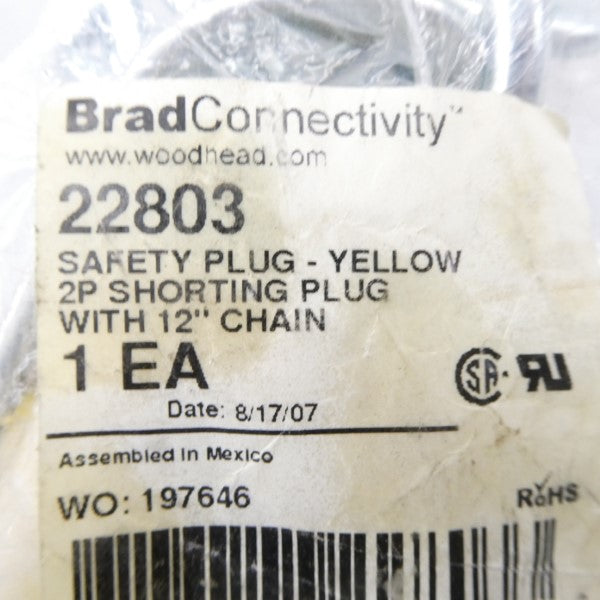 BradConnectivity™
www.woodhead.com
22803
SAFETY PLUG - YELLOW
2P SHORTING PLUG
WITH 12" CHAIN
1 EA
Date: 8/17/07
Assembled In Mexico
WO: 197646
RoHS